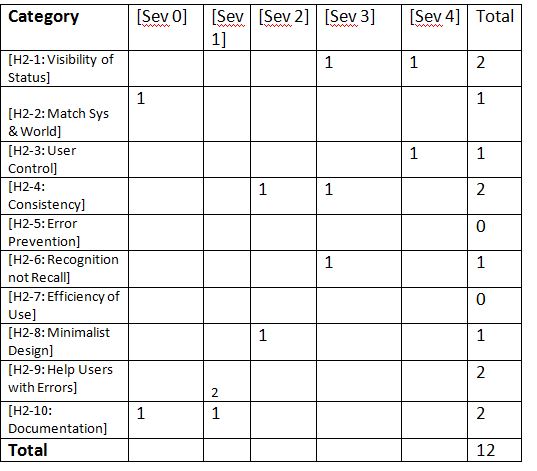 Category [Sev 0] [Sev 1] [Sev 2] [Sev 3] [Sev 4] Total
[H2-1: Visibility of Status] 1 1 2
[H2-2: Match Sys & World] 1 1
[H2-3: User Control] 1 1
[H2-4: Consistency] 1 1 2
[H2-5: Error Prevention] 0
[H2-6: Recognition not Recall] 1 1
[H2-7: Efficiency of Use] 0
[H2-8: Minimalist Design] 1 1
[H2-9: Help Users with Errors] 2 2
[H2-10: Documentation] 1 1 2
Total 12